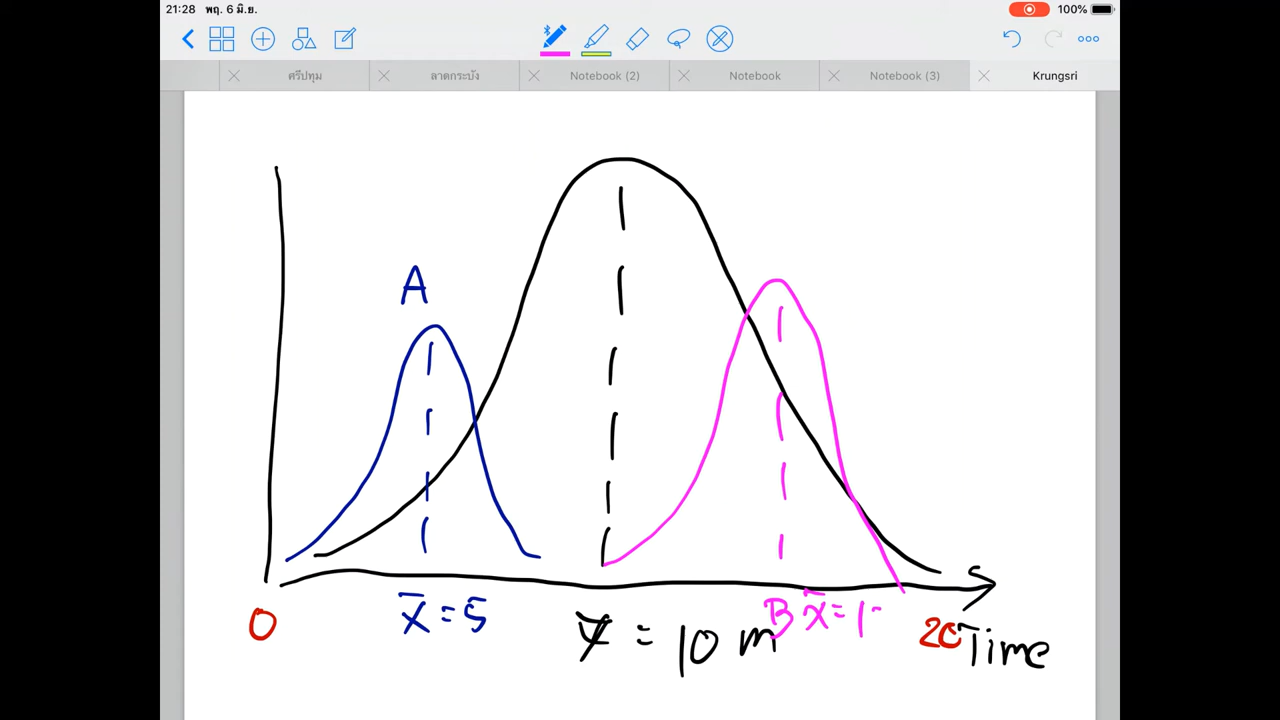 21:28 พฤ. 6 มิ.ย.
100%
ศรีปทุม
ลาดกระบัง
Notebook (2)
Notebook
Notebook (3)
Krungsri
A
x̄ = 5
= 10 m
B x̄ = 1
0
20
Time